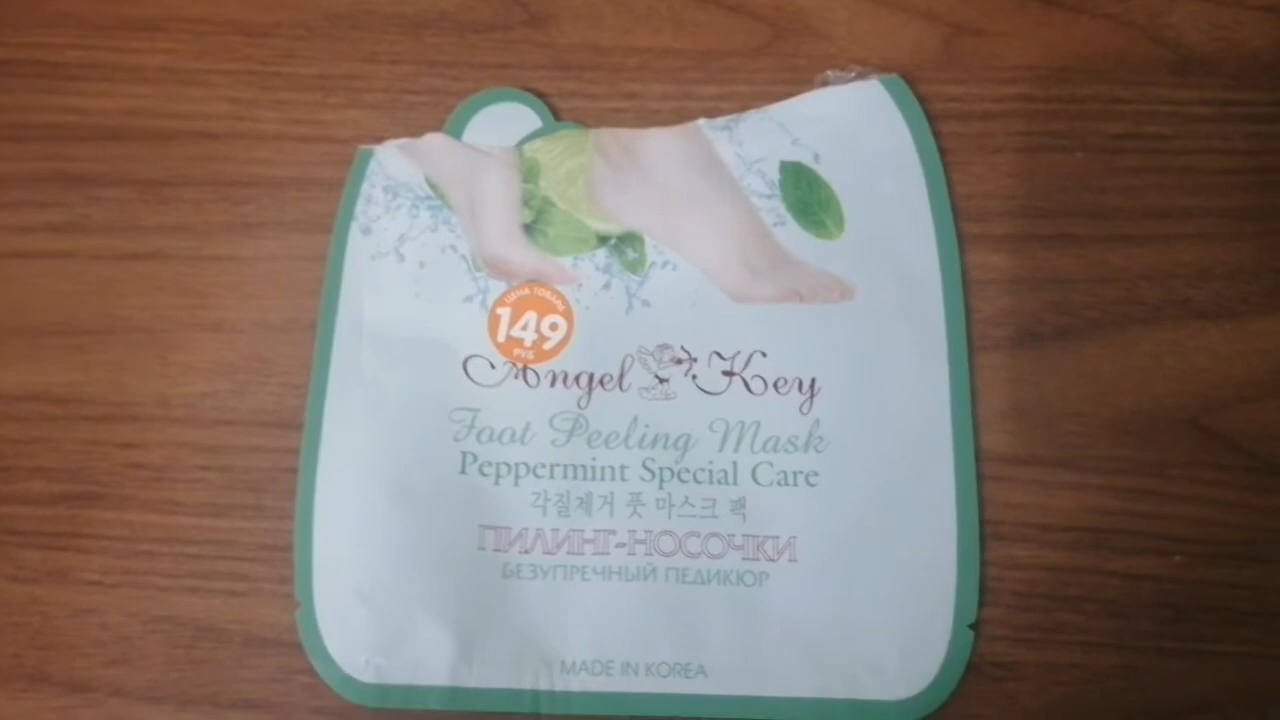 ЦЕНА ТОВАРА
149
РУБ
Angel Key
Foot Peeling Mask
Peppermint Special Care
각질제거 풋 마스크 팩
ПИЛИНГ-НОСОЧКИ
БЕЗУПРЕЧНЫЙ ПЕДИКЮР
MADE IN KOREA